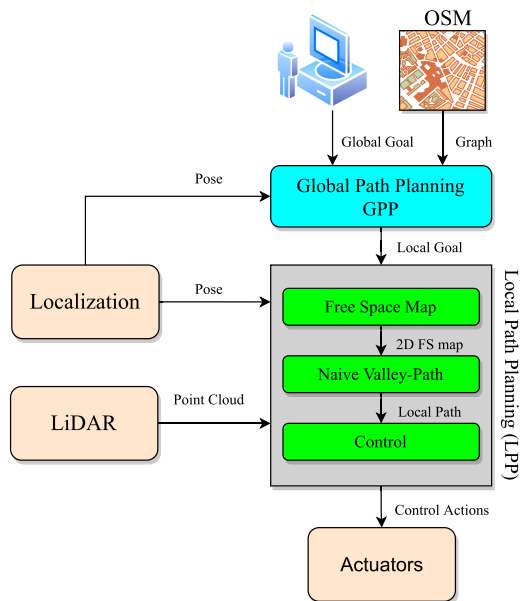 OSM
Global Goal
Graph
Pose
Global Path Planning
GPP
Local Goal
Localization
Pose
Free Space Map
2D FS map
Naive Valley-Path
Local Path
Control
LiDAR
Point Cloud
Local Path Planning (LPP)
Control Actions
Actuators